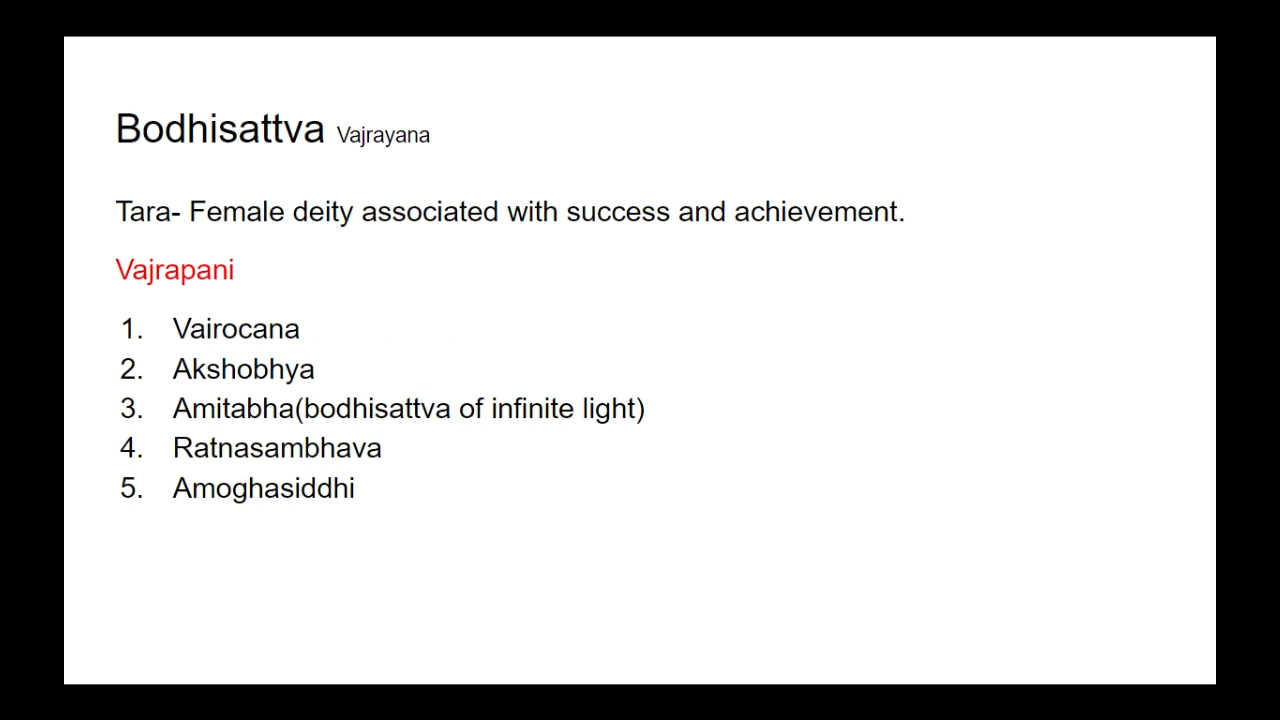 Bodhisattva Vajrayana
Tara- Female deity associated with success and achievement.
Vajrapani
1. Vairocana
2. Akshobhya
3. Amitabha(bodhisattva of infinite light)
4. Ratnasambhava
5. Amoghasiddhi